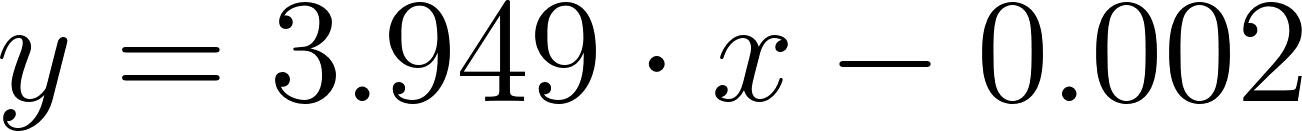 y = 3.949 · x − 0.002